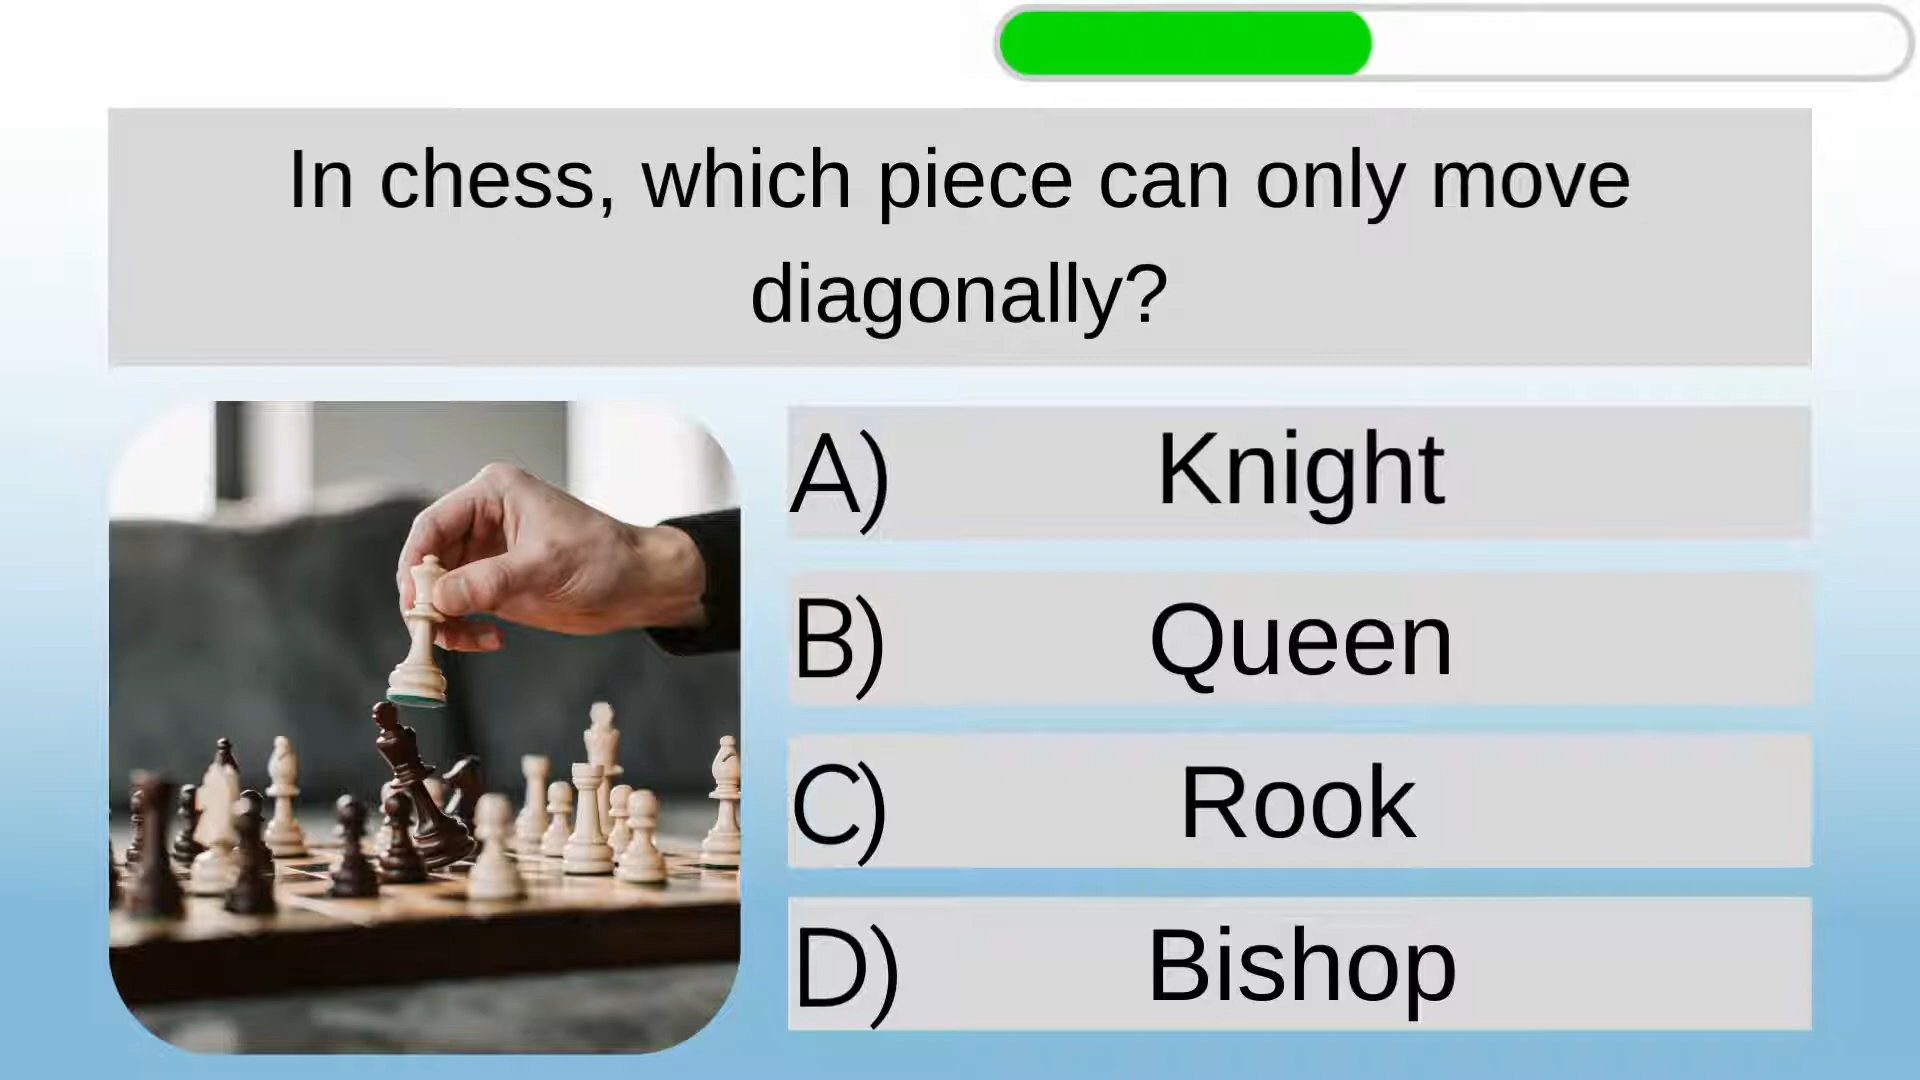 In chess, which piece can only move
diagonally?
A) Knight
B) Queen
C) Rook
D) Bishop